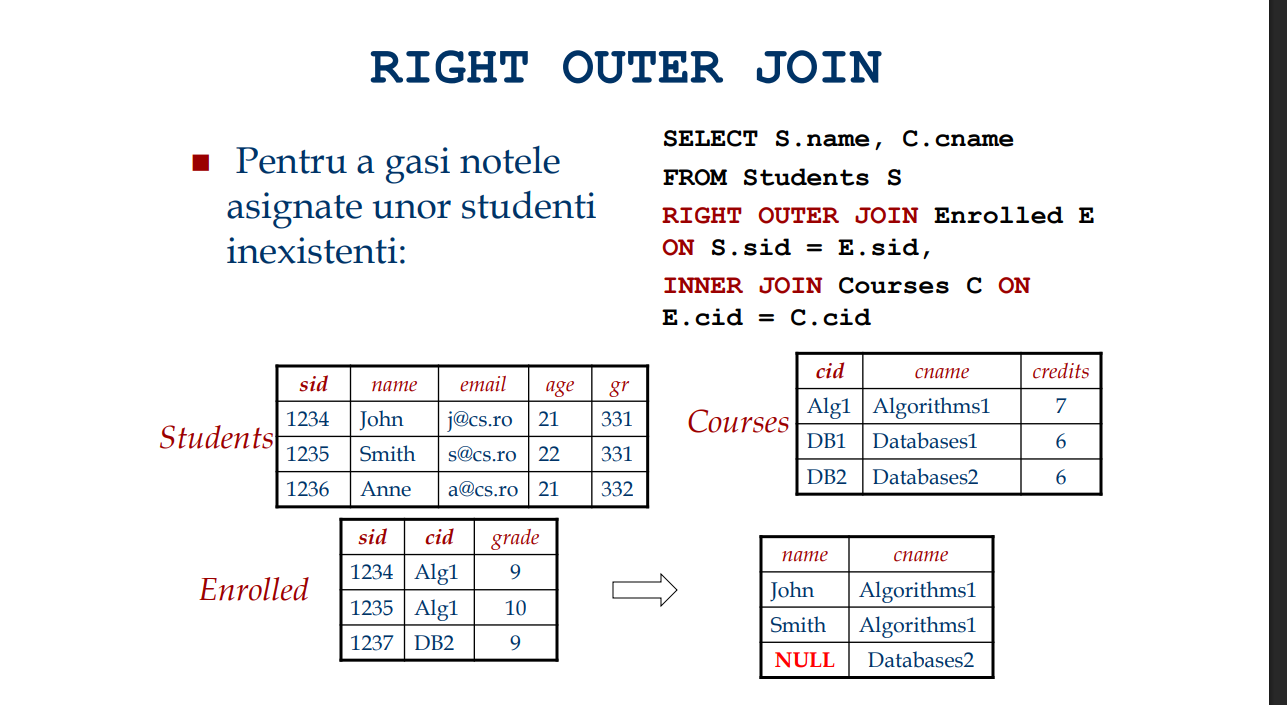 RIGHT OUTER JOIN
Pentru a gasi notele
asignate unor studenti
inexistenti:
SELECT S.name, C.cname
FROM Students S
RIGHT OUTER JOIN Enrolled E
ON S.sid = E.sid,
INNER JOIN Courses C ON
E.cid = C.cid
Students
sid name email age gr
1234 John j@cs.ro 21 331
1235 Smith s@cs.ro 22 331
1236 Anne a@cs.ro 21 332
Courses
cid cname credits
Alg1 Algorithms1 7
DB1 Databases1 6
DB2 Databases2 6
Enrolled
sid cid grade
1234 Alg1 9
1235 Alg1 10
1237 DB2 9
name cname
John Algorithms1
Smith Algorithms1
NULL Databases2